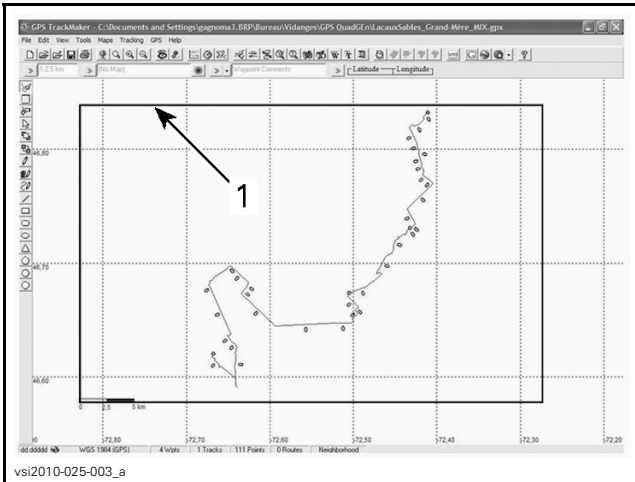 GPS TrackMaker - C:\Documents and Settings\gagnoma3.BRP\Bureau\Vidanges\GPS QuadGEn\LacauxSables_Grand-Mère_MIX.gpx
File Edit View Tools Maps Tracking GPS Help
1:2.5 km (No Map) Waypoint Comments Latitude Longitude
1
46,80
46,70
46,60
0 2,5 5 km
72,80 72,70 72,60 72,50 72,40 72,30 72,20
dd.ddddd WGS 1984 (GPS) 4 Wpts 1 Tracks 111 Points 0 Routes Neighborhood
vsi2010-025-003_a